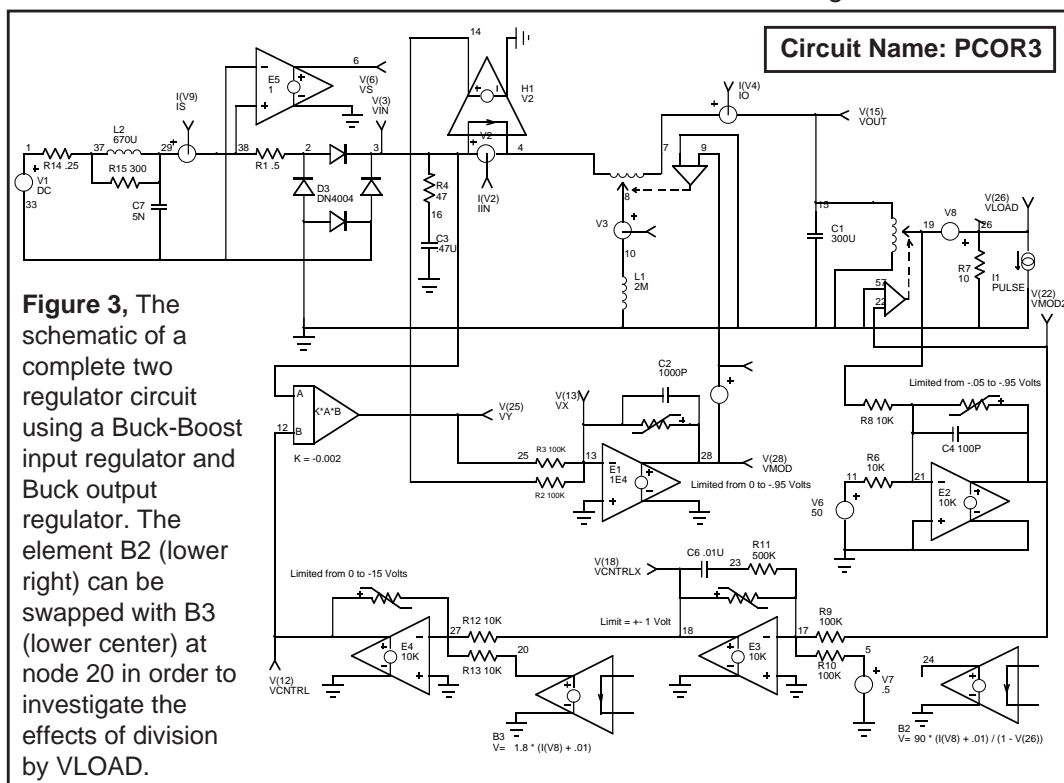 Circuit Name: PCOR3
14
E5
1
6
V(6)
VS
I(V9)
IS
V(3)
VIN
H1
V2
I(V4)
IO
V(15)
VOUT
1
R14 .25
37
L2
670U
29
R15 300
38
R1 .5
2
3
V2
4
7
9
8
V1
DC
33
C7
5N
D3
DN4004
R4
47
16
C3
.47U
I(V2)
IIN
V3
10
L1
2M
15
C1
300U
19
V8
26
V(26)
VLOAD
R7
10
I1
PULSE
57
22
V(22)
VMOD2
Figure 3, The
schematic of a
complete two
regulator circuit
using a Buck-Boost
input regulator and
Buck output
regulator. The
element B2 (lower
right) can be
swapped with B3
(lower center) at
node 20 in order to
investigate the
effects of division
by VLOAD.
A
K*A*B
12
B
K = -0.002
V(25)
VY
V(13)
VX
C2
1000P
25
R3 100K
R2 100K
13
E1
1E4
28
V(28)
VMOD
Limited from 0 to -.95 Volts
Limited from -.05 to -.95 Volts
R8 10K
C4 100P
R6
10K
11
21
V6
50
E2
10K
Limited from 0 to -15 Volts
V(18)
VCNTRLX
C6 .01U
23
R11
500K
R12 10K
27
R13 10K
20
E4
10K
V(12)
VCNTRL
Limit = +- 1 Volt
18
E3
10K
17
R9
100K
R10
100K
5
V7
.5
24
B3
V= 1.8 * (I(V8) + .01)
B2
V= 90 * (I(V8) + .01) / (1 - V(26))